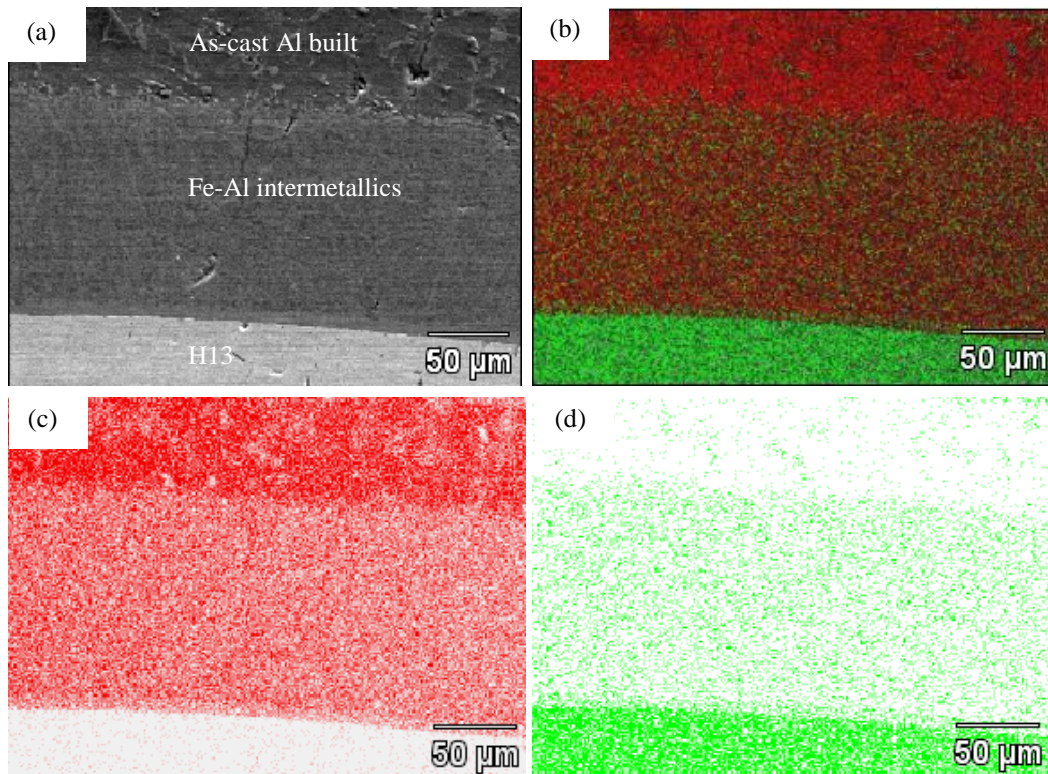 (a)
As-cast Al built
Fe-Al intermetallics
H13
50 µm
(b)
50 µm
(c)
50 µm
(d)
50 µm